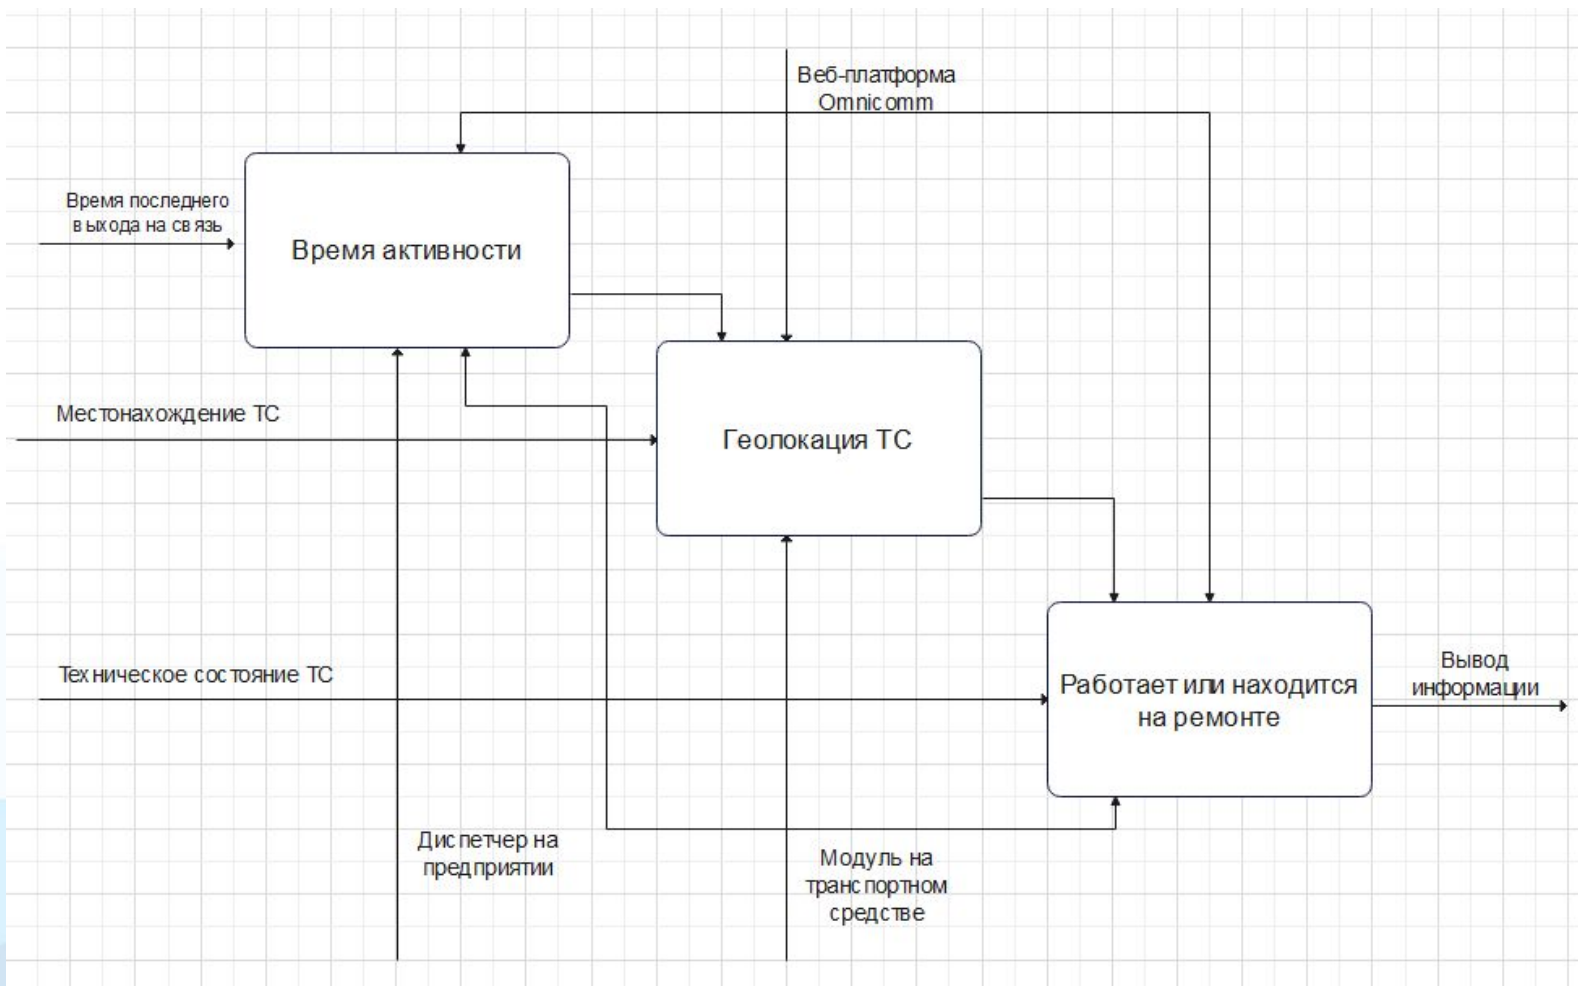 Веб-платформа
Omnicomm
Время последнего
выхода на связь
Время активности
Местонахождение ТС
Геолокация ТС
Техническое состояние ТС
Работает или находится
на ремонте
Вывод
информации
Диспетчер на
предприятии
Модуль на
транспортном
средстве